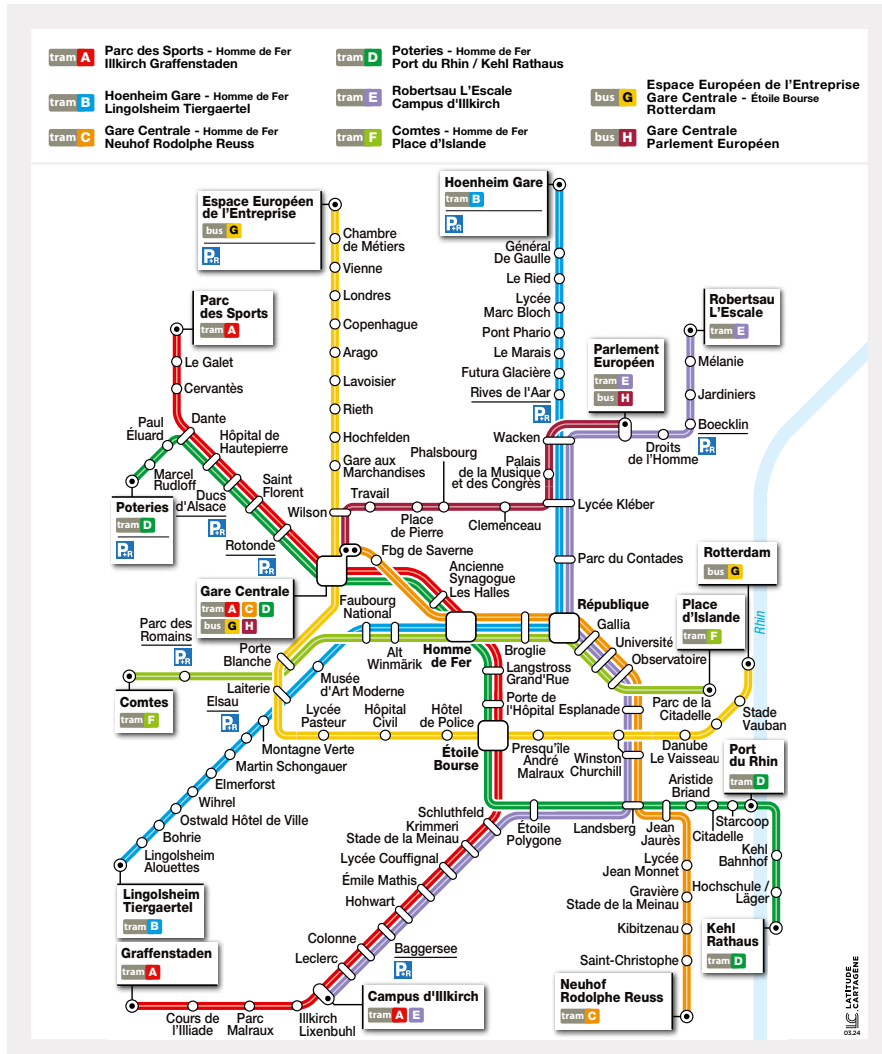 tram A Parc des Sports - Homme de Fer
Illkirch Graffenstaden
tram B Hoenheim Gare - Homme de Fer
Lingolsheim Tiergaertel
tram C Gare Centrale - Homme de Fer
Neuhof Rodolphe Reuss
tram D Poteries - Homme de Fer
Port du Rhin / Kehl Rathaus
tram E Robertsau L'Escale
Campus d'Illkirch
tram F Comtes - Homme de Fer
Place d'Islande
bus G Espace Européen de l'Entreprise
Gare Centrale - Étoile Bourse
Rotterdam
bus H Gare Centrale
Parlement Européen
Espace Européen
de l'Entreprise
bus G
P+R
Hoenheim Gare
tram B
P+R
Chambre
de Métiers
Vienne
Londres
Copenhague
Arago
Lavoisier
Rieth
Hochfelden
Gare aux
Marchandises
Wilson
Général
De Gaulle
Le Ried
Lycée
Marc Bloch
Pont Phario
Le Marais
Futura Glacière
Rives de l'Aar
P+R
Wacken
Palais
de la Musique
et des Congrès
Lycée Kléber
Parc du Contades
Parlement
Européen
tram E
bus H
Robertsau
L'Escale
tram E
Mélanie
Jardiniers
Boecklin
P+R
Droits
de l'Homme
Parc
des Sports
tram A
Le Galet
Cervantès
Dante
Paul
Éluard
Marcel
Rudloff
Poteries
tram D
P+R
Hôpital de
Hautepierre
Ducs
d'Alsace
P+R
Saint
Florent
Rotonde
P+R
Phalsbourg
Travail
Place
de Pierre
Clemenceau
Fbg de Saverne
Ancienne
Synagogue
Les Halles
Gare Centrale
tram A C D
bus G H
Faubourg
National
Homme
de Fer
République
Broglie
Gallia
Université
Observatoire
Rotterdam
bus G
Place
d'Islande
tram F
Rhin
Parc des
Romains
P+R
Porte
Blanche
Comtes
tram F
Alt
Winmärik
Musée
d'Art Moderne
Laiterie
Elsau
P+R
Langstross
Grand'Rue
Porte de
l'Hôpital
Esplanade
Parc de la
Citadelle
Stade
Vauban
Lycée
Pasteur
Hôpital
Civil
Hôtel
de Police
Étoile
Bourse
Presqu'île
André
Malraux
Winston
Churchill
Danube
Le Vaisseau
Montagne Verte
Martin Schongauer
Elmerforst
Wihrel
Ostwald Hôtel de Ville
Bohrie
Lingolsheim
Alouettes
Lingolsheim
Tiergaertel
tram B
Port
du Rhin
tram D
Aristide
Briand
Starcoop
Citadelle
Jean
Jaurès
Landsberg
Étoile
Polygone
Schluthfeld
Krimmeri
Stade de la Meinau
Lycée Couffignal
Émile Mathis
Hohwart
Baggersee
P+R
Colonne
Leclerc
Kehl
Bahnhof
Hochschule /
Läger
Kehl
Rathaus
tram D
Lycée
Jean Monnet
Gravière
Stade de la Meinau
Kibitzenau
Saint-Christophe
Neuhof
Rodolphe Reuss
tram C
Graffenstaden
tram A
Cours de
l'Illiade
Parc
Malraux
Illkirch
Lixenbuhl
Campus d'Illkirch
tram A E
LATITUDE
CARTAGÈNE
03.24